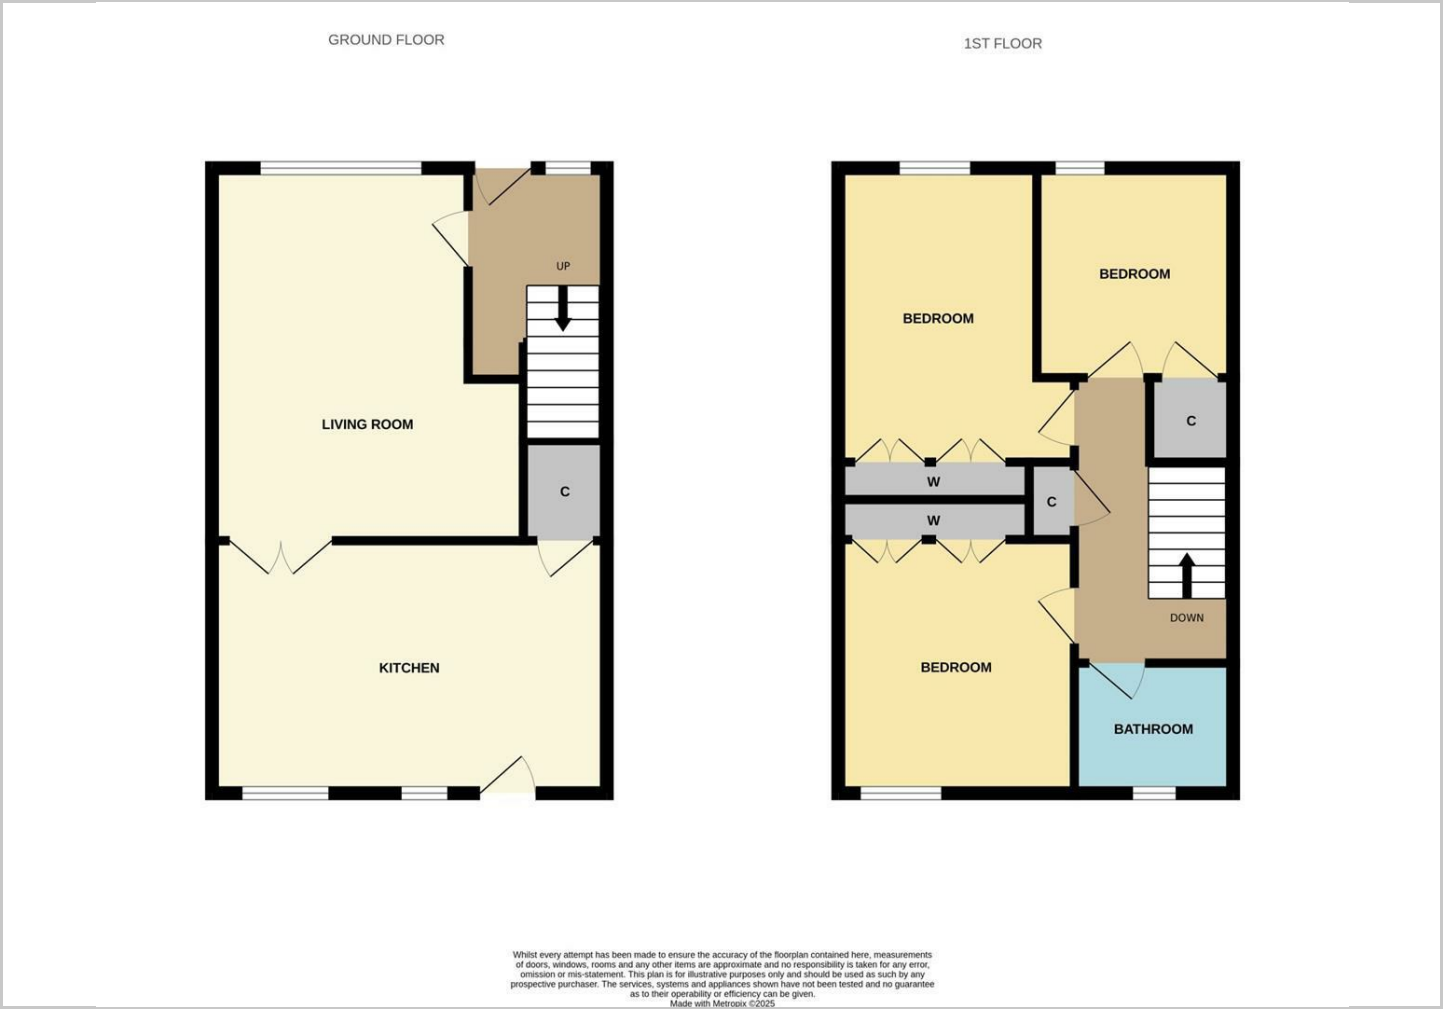 GROUND FLOOR
1ST FLOOR
UP
LIVING ROOM
C
KITCHEN
BEDROOM
BEDROOM
C
W
C
W
DOWN
BEDROOM
BATHROOM
Whilst every attempt has been made to ensure the accuracy of the floorplan contained here, measurements
of doors, windows, rooms and any other items are approximate and no responsibility is taken for any error,
omission or mis-statement. This plan is for illustrative purposes only and should be used as such by any
prospective purchaser. The services, systems and appliances shown have not been tested and no guarantee
as to their operability or efficiency can be given.
Made with Metropix ©2025